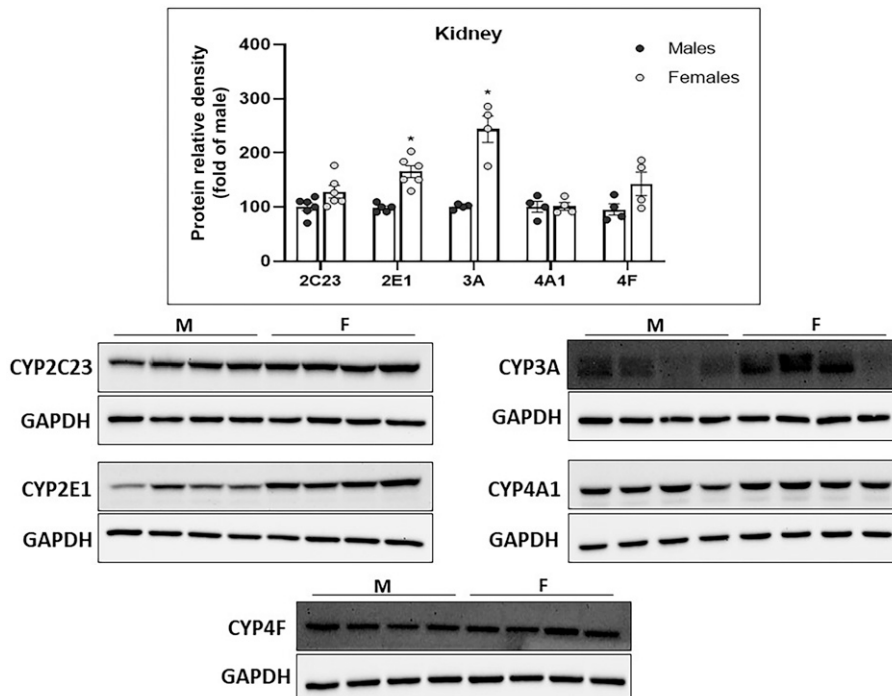 Kidney
Protein relative density
(fold of male)
400
300
200
100
0
Males
Females
*
*
2C23 2E1 3A 4A1 4F
M F
CYP2C23
GAPDH
CYP2E1
GAPDH
M F
CYP3A
GAPDH
CYP4A1
GAPDH
M F
CYP4F
GAPDH